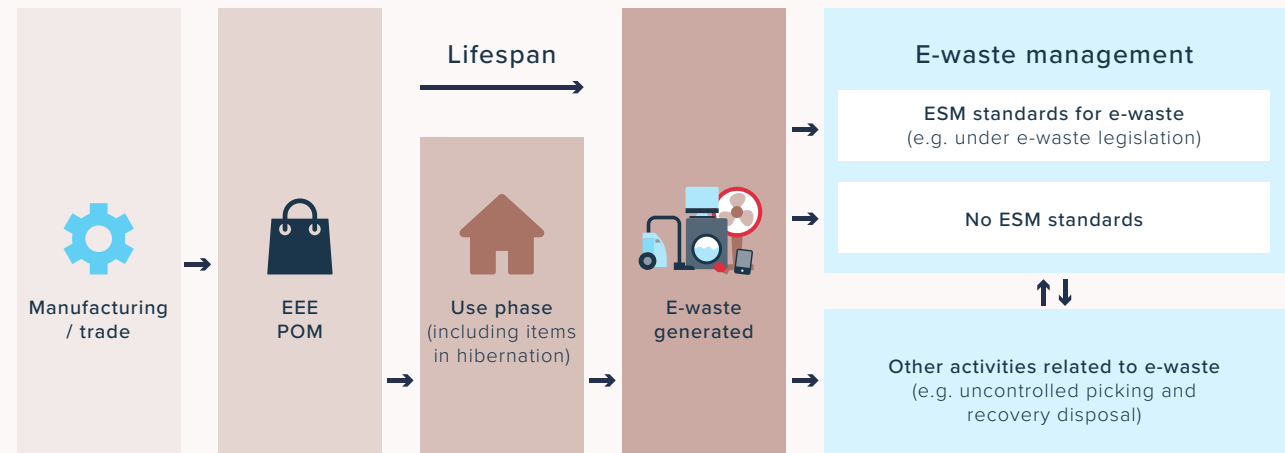 Manufacturing
/ trade
EEE
POM
Lifespan
Use phase
(including items
in hibernation)
E-waste
generated
E-waste management
ESM standards for e-waste
(e.g. under e-waste legislation)
No ESM standards
Other activities related to e-waste
(e.g. uncontrolled picking and
recovery disposal)